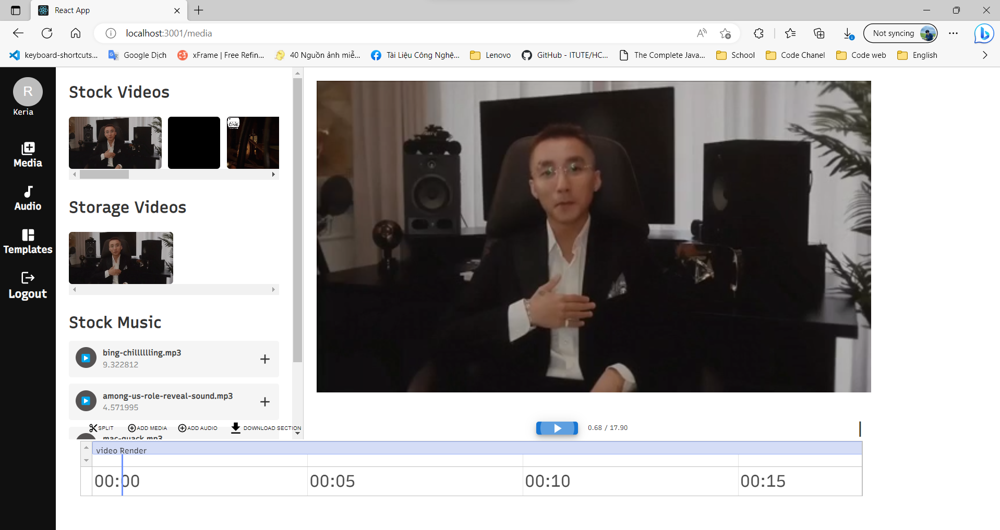 React App
localhost:3001/media
Not syncing
keyboard-shortcuts...
Google Dịch
xFrame | Free Refin...
40 Nguồn ảnh miễ...
Tài Liệu Công Nghệ...
Lenovo
GitHub - ITUTE/HC...
The Complete Java...
School
Code Chanel
Code web
English
R
Keria
Media
Audio
Templates
Logout
Stock Videos
ONE
Storage Videos
Stock Music
bing-chilllllling.mp3
9.322812
among-us-role-reveal-sound.mp3
4.571995
mac-quack.mp3
SPLIT
ADD MEDIA
ADD AUDIO
DOWNLOAD SECTION
0.68 / 17.90
video Render
00:00
00:05
00:10
00:15